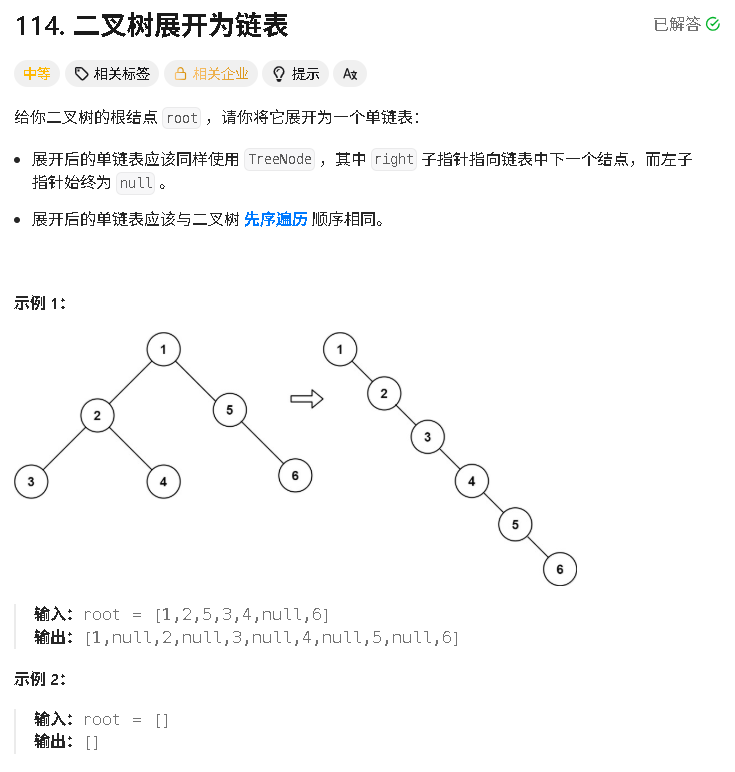 114. 二叉树展开为链表
已解答
中等 相关标签 相关企业 提示 Aあ
给你二叉树的根结点 root ，请你将它展开为一个单链表：
展开后的单链表应该同样使用 TreeNode ，其中 right 子指针指向链表中下一个结点，而左子
指针始终为 null 。
展开后的单链表应该与二叉树 先序遍历 顺序相同。
示例 1：
1
2
5
3
4
6
1
2
3
4
5
6
输入：root = [1,2,5,3,4,null,6]
输出：[1,null,2,null,3,null,4,null,5,null,6]
示例 2：
输入：root = []
输出：[]